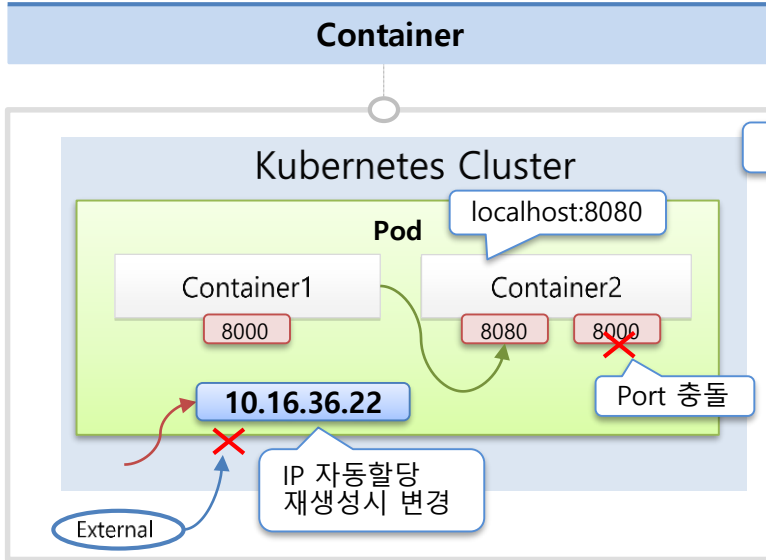 Container
Kubernetes Cluster
localhost:8080
Pod
Container1
Container2
8000
8080
8000
Port 충돌
10.16.36.22
IP 자동할당
재생성시 변경
External